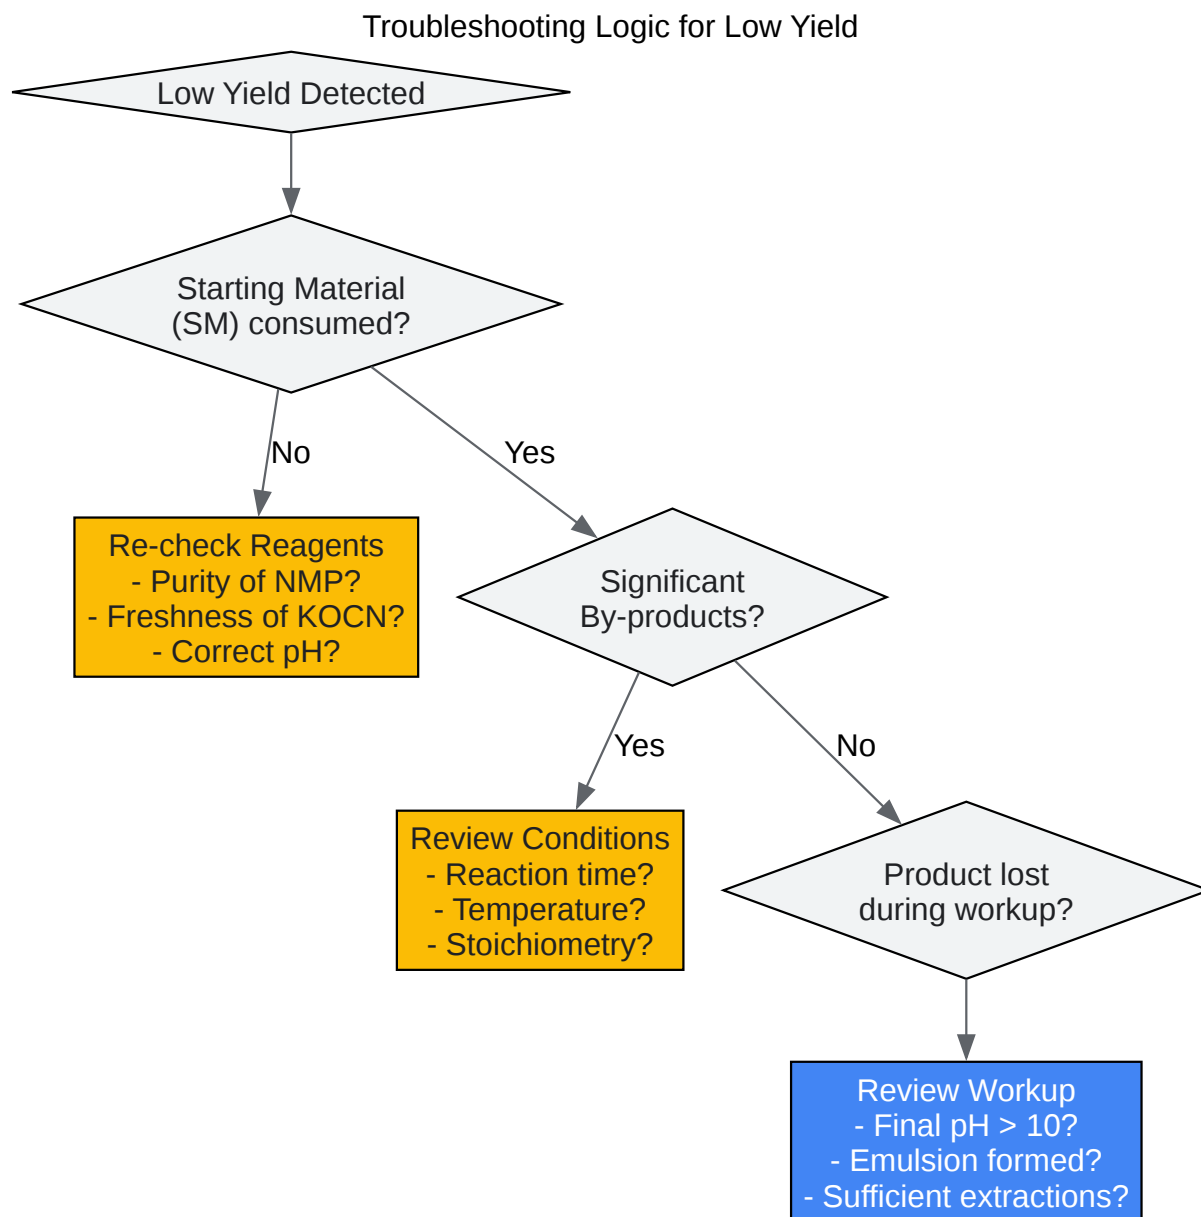 Troubleshooting Logic for Low Yield
Low Yield Detected
Starting Material
(SM) consumed?
No
Yes
Re-check Reagents
- Purity of NMP?
- Freshness of KOCN?
- Correct pH?
Significant
By-products?
Yes
No
Review Conditions
- Reaction time?
- Temperature?
- Stoichiometry?
Product lost
during workup?
Review Workup
- Final pH > 10?
- Emulsion formed?
- Sufficient extractions?